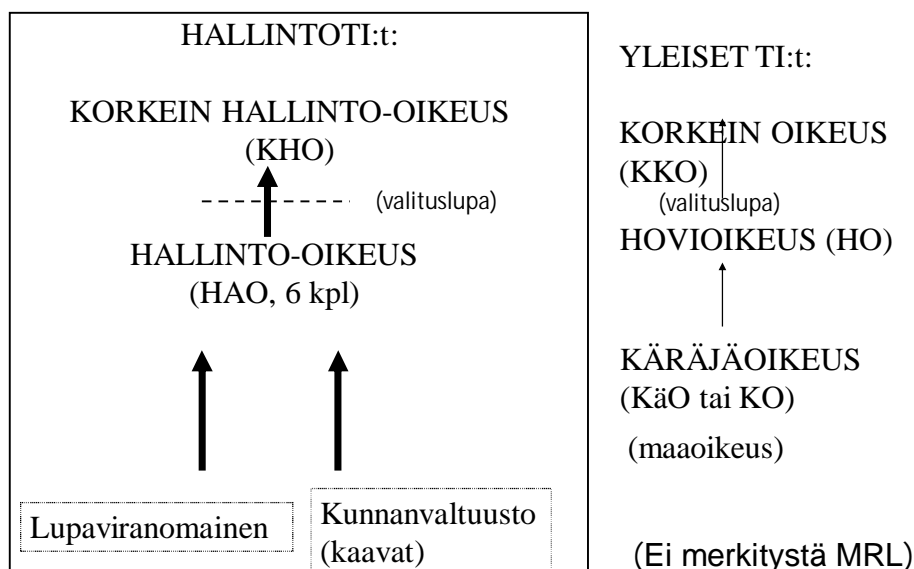 HALLINTOTI:t:
KORKEIN HALLINTO-OIKEUS
(KHO)
(valituslupa)
HALLINTO-OIKEUS
(HAO, 6 kpl)
Lupaviranomainen
Kunnanvaltuusto
(kaavat)
YLEISET TI:t:
KORKEIN OIKEUS
(KKO)
(valituslupa)
HOVIOIKEUS (HO)
KÄRÄJÄOIKEUS
(KäO tai KO)
(maaoikeus)
(Ei merkitystä MRL)